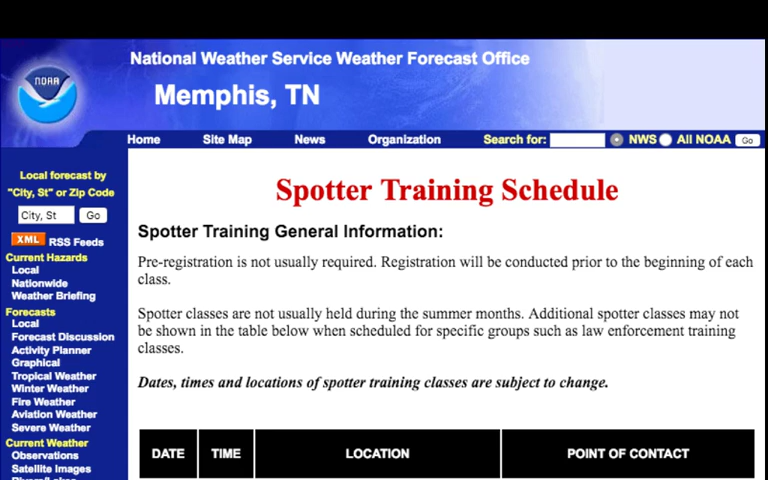 National Weather Service Weather Forecast Office
NOAA
Memphis, TN
Home Site Map News Organization Search for: NWS All NOAA Go
Local forecast by
"City, St" or Zip Code
City, St Go
XML RSS Feeds
Current Hazards
Local
Nationwide
Weather Briefing
Forecasts
Local
Forecast Discussion
Activity Planner
Graphical
Tropical Weather
Winter Weather
Fire Weather
Aviation Weather
Severe Weather
Current Weather
Observations
Satellite Images
Spotter Training Schedule
Spotter Training General Information:
Pre-registration is not usually required. Registration will be conducted prior to the beginning of each
class.
Spotter classes are not usually held during the summer months. Additional spotter classes may not
be shown in the table below when scheduled for specific groups such as law enforcement training
classes.
Dates, times and locations of spotter training classes are subject to change.
DATE TIME LOCATION POINT OF CONTACT